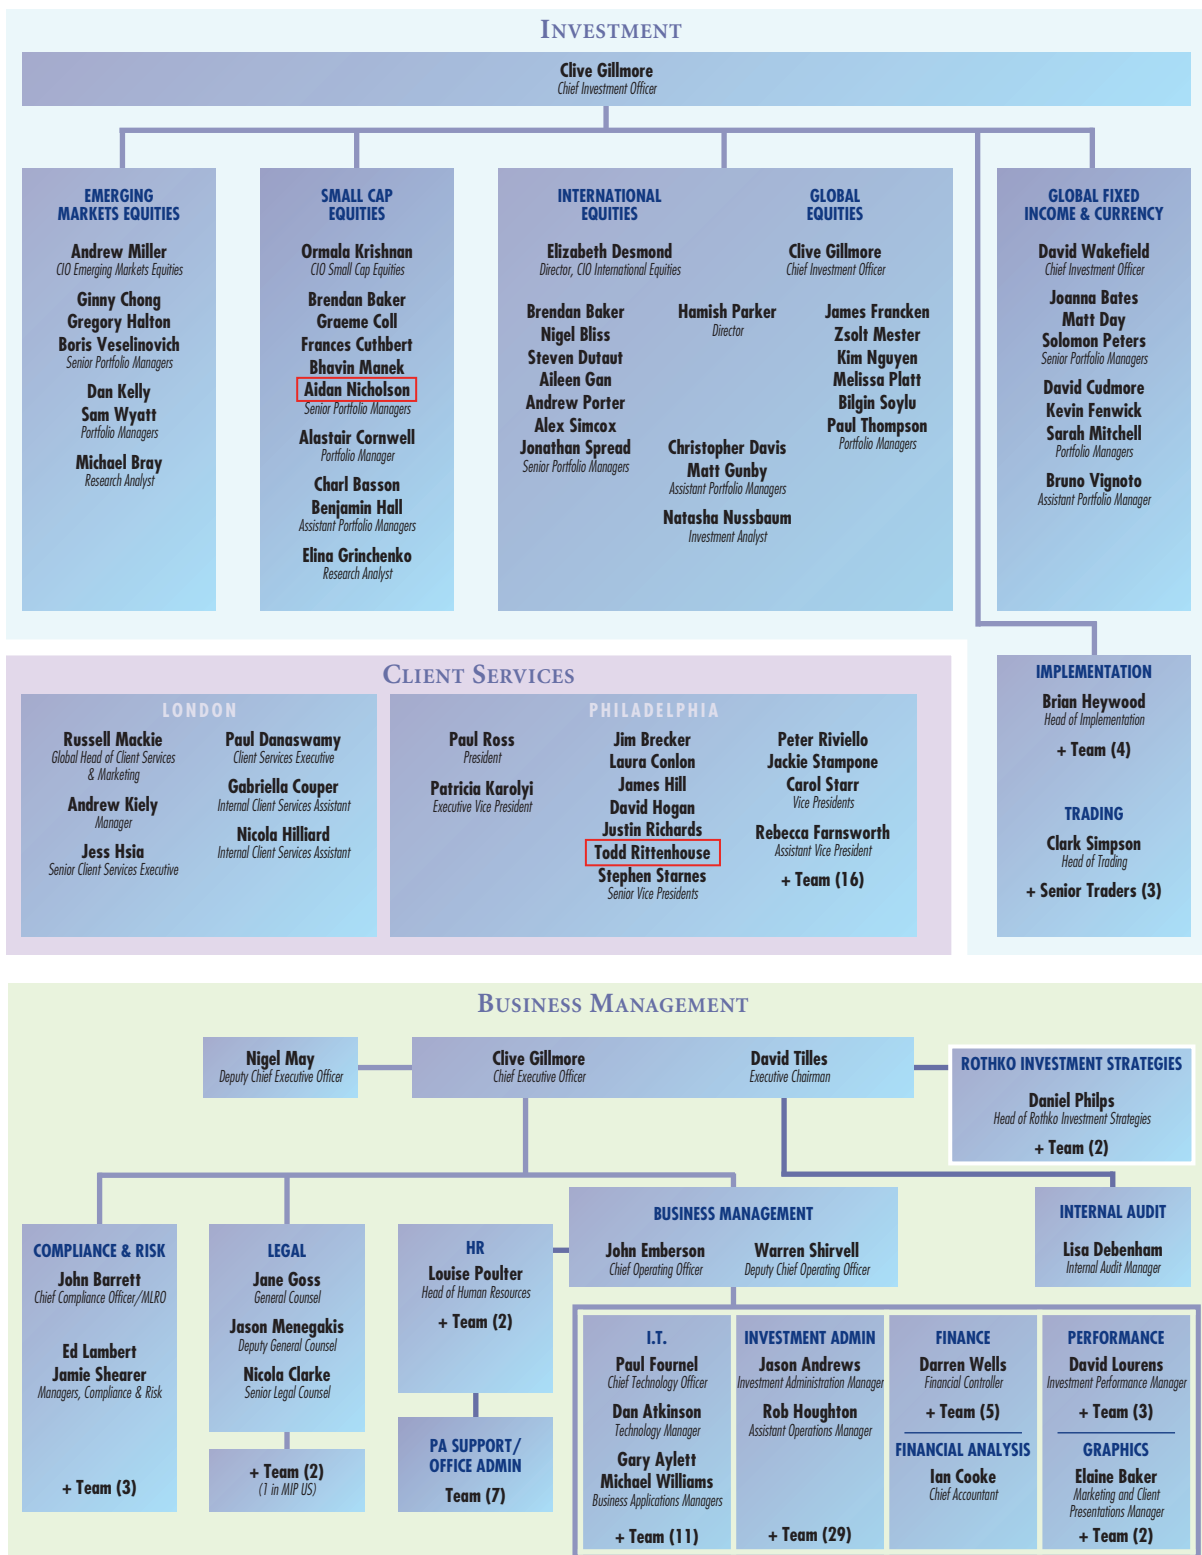 INVESTMENT
Clive Gillmore
Chief Investment Officer
EMERGING
MARKETS EQUITIES
Andrew Miller
CIO Emerging Markets Equities
Ginny Chong
Gregory Halton
Boris Veselinovich
Senior Portfolio Managers
Dan Kelly
Sam Wyatt
Portfolio Managers
Michael Bray
Research Analyst
SMALL CAP
EQUITIES
Ormala Krishnan
CIO Small Cap Equities
Brendan Baker
Graeme Coll
Frances Cuthbert
Bhavin Manek
Aidan Nicholson
Senior Portfolio Managers
Alastair Cornwell
Portfolio Manager
Charl Basson
Benjamin Hall
Assistant Portfolio Managers
Elina Grinchenko
Research Analyst
INTERNATIONAL
EQUITIES
Elizabeth Desmond
Director, CIO International Equities
Brendan Baker
Nigel Bliss
Steven Dutaut
Aileen Gan
Andrew Porter
Alex Simcox
Jonathan Spread
Senior Portfolio Managers
Hamish Parker
Director
Christopher Davis
Matt Gunby
Assistant Portfolio Managers
Natasha Nussbaum
Investment Analyst
GLOBAL
EQUITIES
Clive Gillmore
Chief Investment Officer
James Francken
Zsolt Mester
Kim Nguyen
Melissa Platt
Bilgin Soylu
Paul Thompson
Portfolio Managers
GLOBAL FIXED
INCOME & CURRENCY
David Wakefield
Chief Investment Officer
Joanna Bates
Matt Day
Solomon Peters
Senior Portfolio Managers
David Cudmore
Kevin Fenwick
Sarah Mitchell
Portfolio Managers
Bruno Vignoto
Assistant Portfolio Manager
IMPLEMENTATION
Brian Heywood
Head of Implementation
+ Team (4)
TRADING
Clark Simpson
Head of Trading
+ Senior Traders (3)
CLIENT SERVICES
LONDON
Russell Mackie
Global Head of Client Services
& Marketing
Andrew Kiely
Manager
Jess Hsia
Senior Client Services Executive
Paul Danaswamy
Client Services Executive
Gabriella Couper
Internal Client Services Assistant
Nicola Hilliard
Internal Client Services Assistant
PHILADELPHIA
Paul Ross
President
Patricia Karolyi
Executive Vice President
Jim Brecker
Laura Conlon
James Hill
David Hogan
Justin Richards
Todd Rittenhouse
Stephen Starnes
Senior Vice Presidents
Peter Riviello
Jackie Stampone
Carol Starr
Vice Presidents
Rebecca Farnsworth
Assistant Vice President
+ Team (16)
BUSINESS MANAGEMENT
Nigel May
Deputy Chief Executive Officer
Clive Gillmore
Chief Executive Officer
David Tilles
Executive Chairman
ROTHKO INVESTMENT STRATEGIES
Daniel Philps
Head of Rothko Investment Strategies
+ Team (2)
COMPLIANCE & RISK
John Barrett
Chief Compliance Officer/MLRO
Ed Lambert
Jamie Shearer
Managers, Compliance & Risk
+ Team (3)
LEGAL
Jane Goss
General Counsel
Jason Menegakis
Deputy General Counsel
Nicola Clarke
Senior Legal Counsel
+ Team (2)
(1 in MIP US)
HR
Louise Poulter
Head of Human Resources
+ Team (2)
PA SUPPORT/
OFFICE ADMIN
Team (7)
BUSINESS MANAGEMENT
John Emberson
Chief Operating Officer
Warren Shirvell
Deputy Chief Operating Officer
INTERNAL AUDIT
Lisa Debenham
Internal Audit Manager
I.T.
Paul Fournel
Chief Technology Officer
Dan Atkinson
Technology Manager
Gary Aylett
Michael Williams
Business Applications Managers
+ Team (11)
INVESTMENT ADMIN
Jason Andrews
Investment Administration Manager
Rob Houghton
Assistant Operations Manager
+ Team (29)
FINANCE
Darren Wells
Financial Controller
+ Team (5)
FINANCIAL ANALYSIS
Ian Cooke
Chief Accountant
PERFORMANCE
David Lourens
Investment Performance Manager
+ Team (3)
GRAPHICS
Elaine Baker
Marketing and Client
Presentations Manager
+ Team (2)